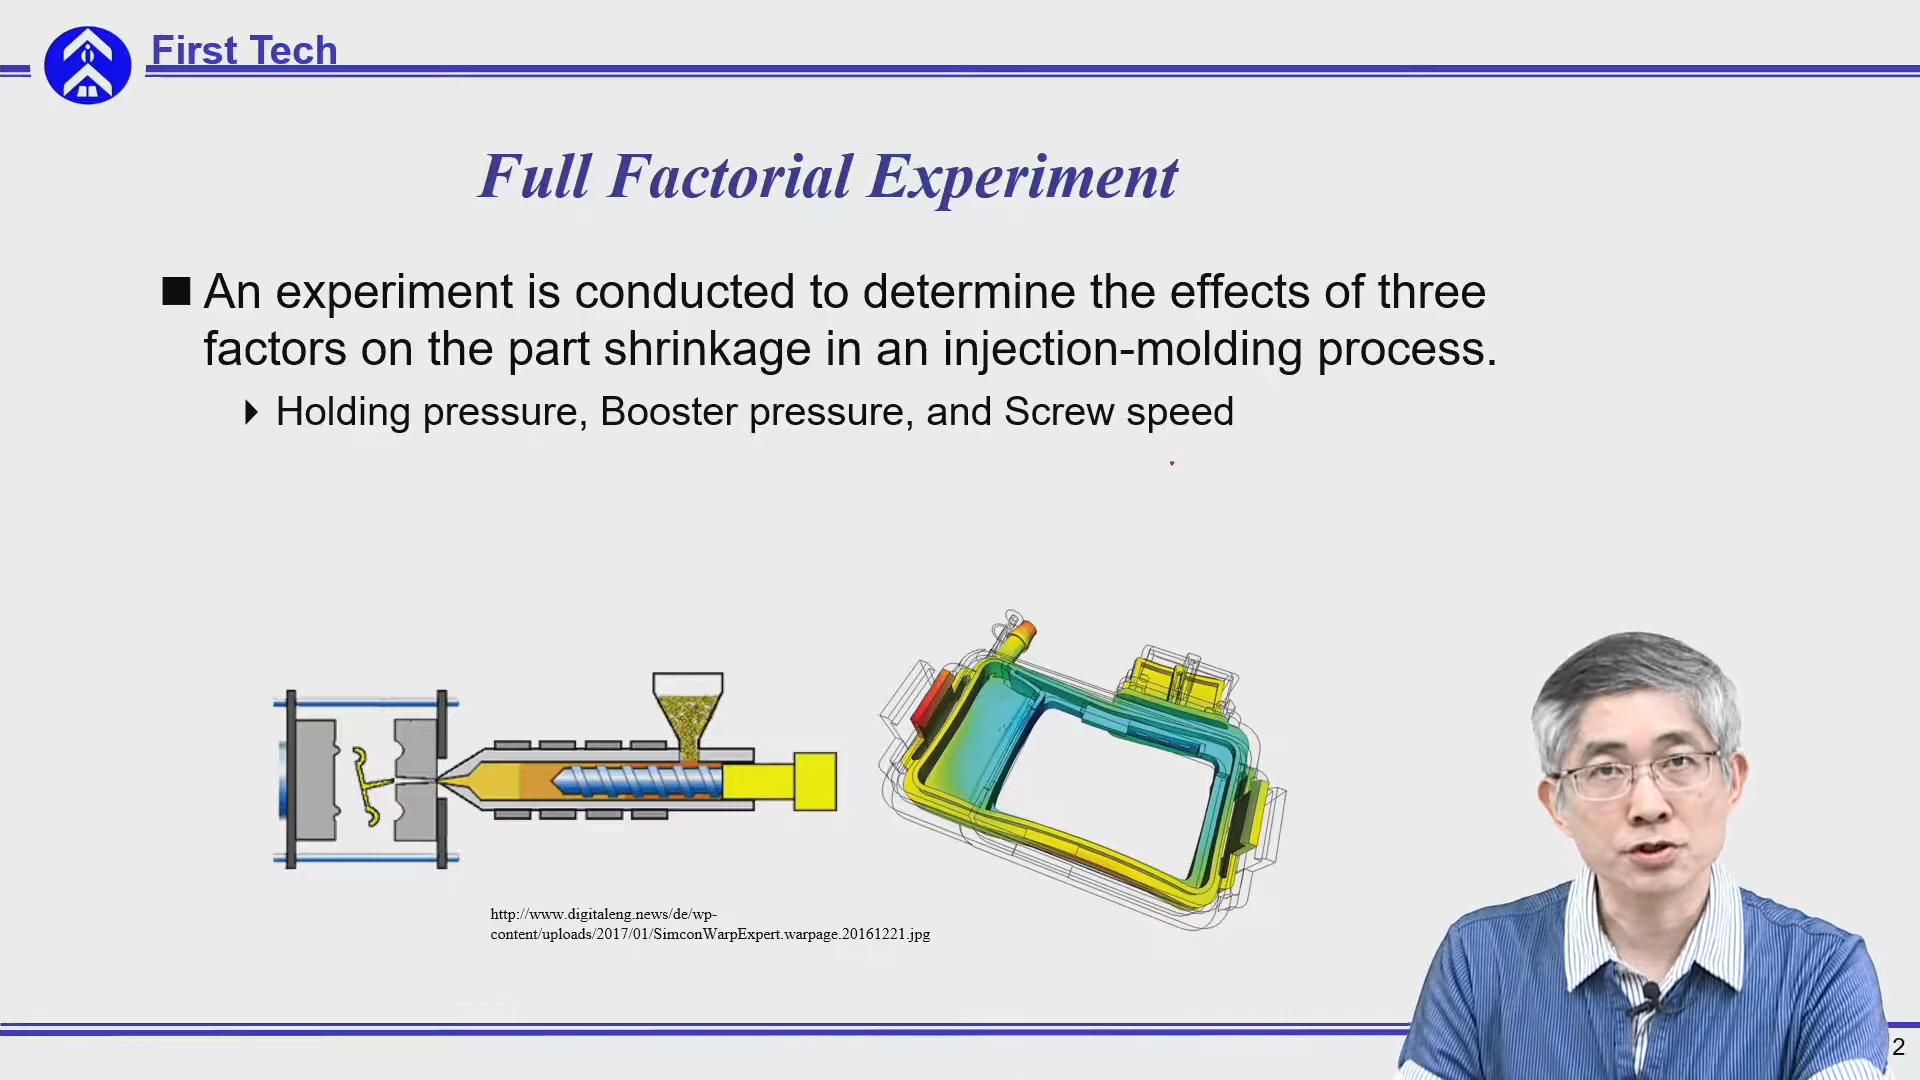 First Tech
Full Factorial Experiment
An experiment is conducted to determine the effects of three
factors on the part shrinkage in an injection-molding process.
Holding pressure, Booster pressure, and Screw speed
http://www.digitaleng.news/de/wp-
content/uploads/2017/01/SimconWarpExpert.warpage.20161221.jpg
2